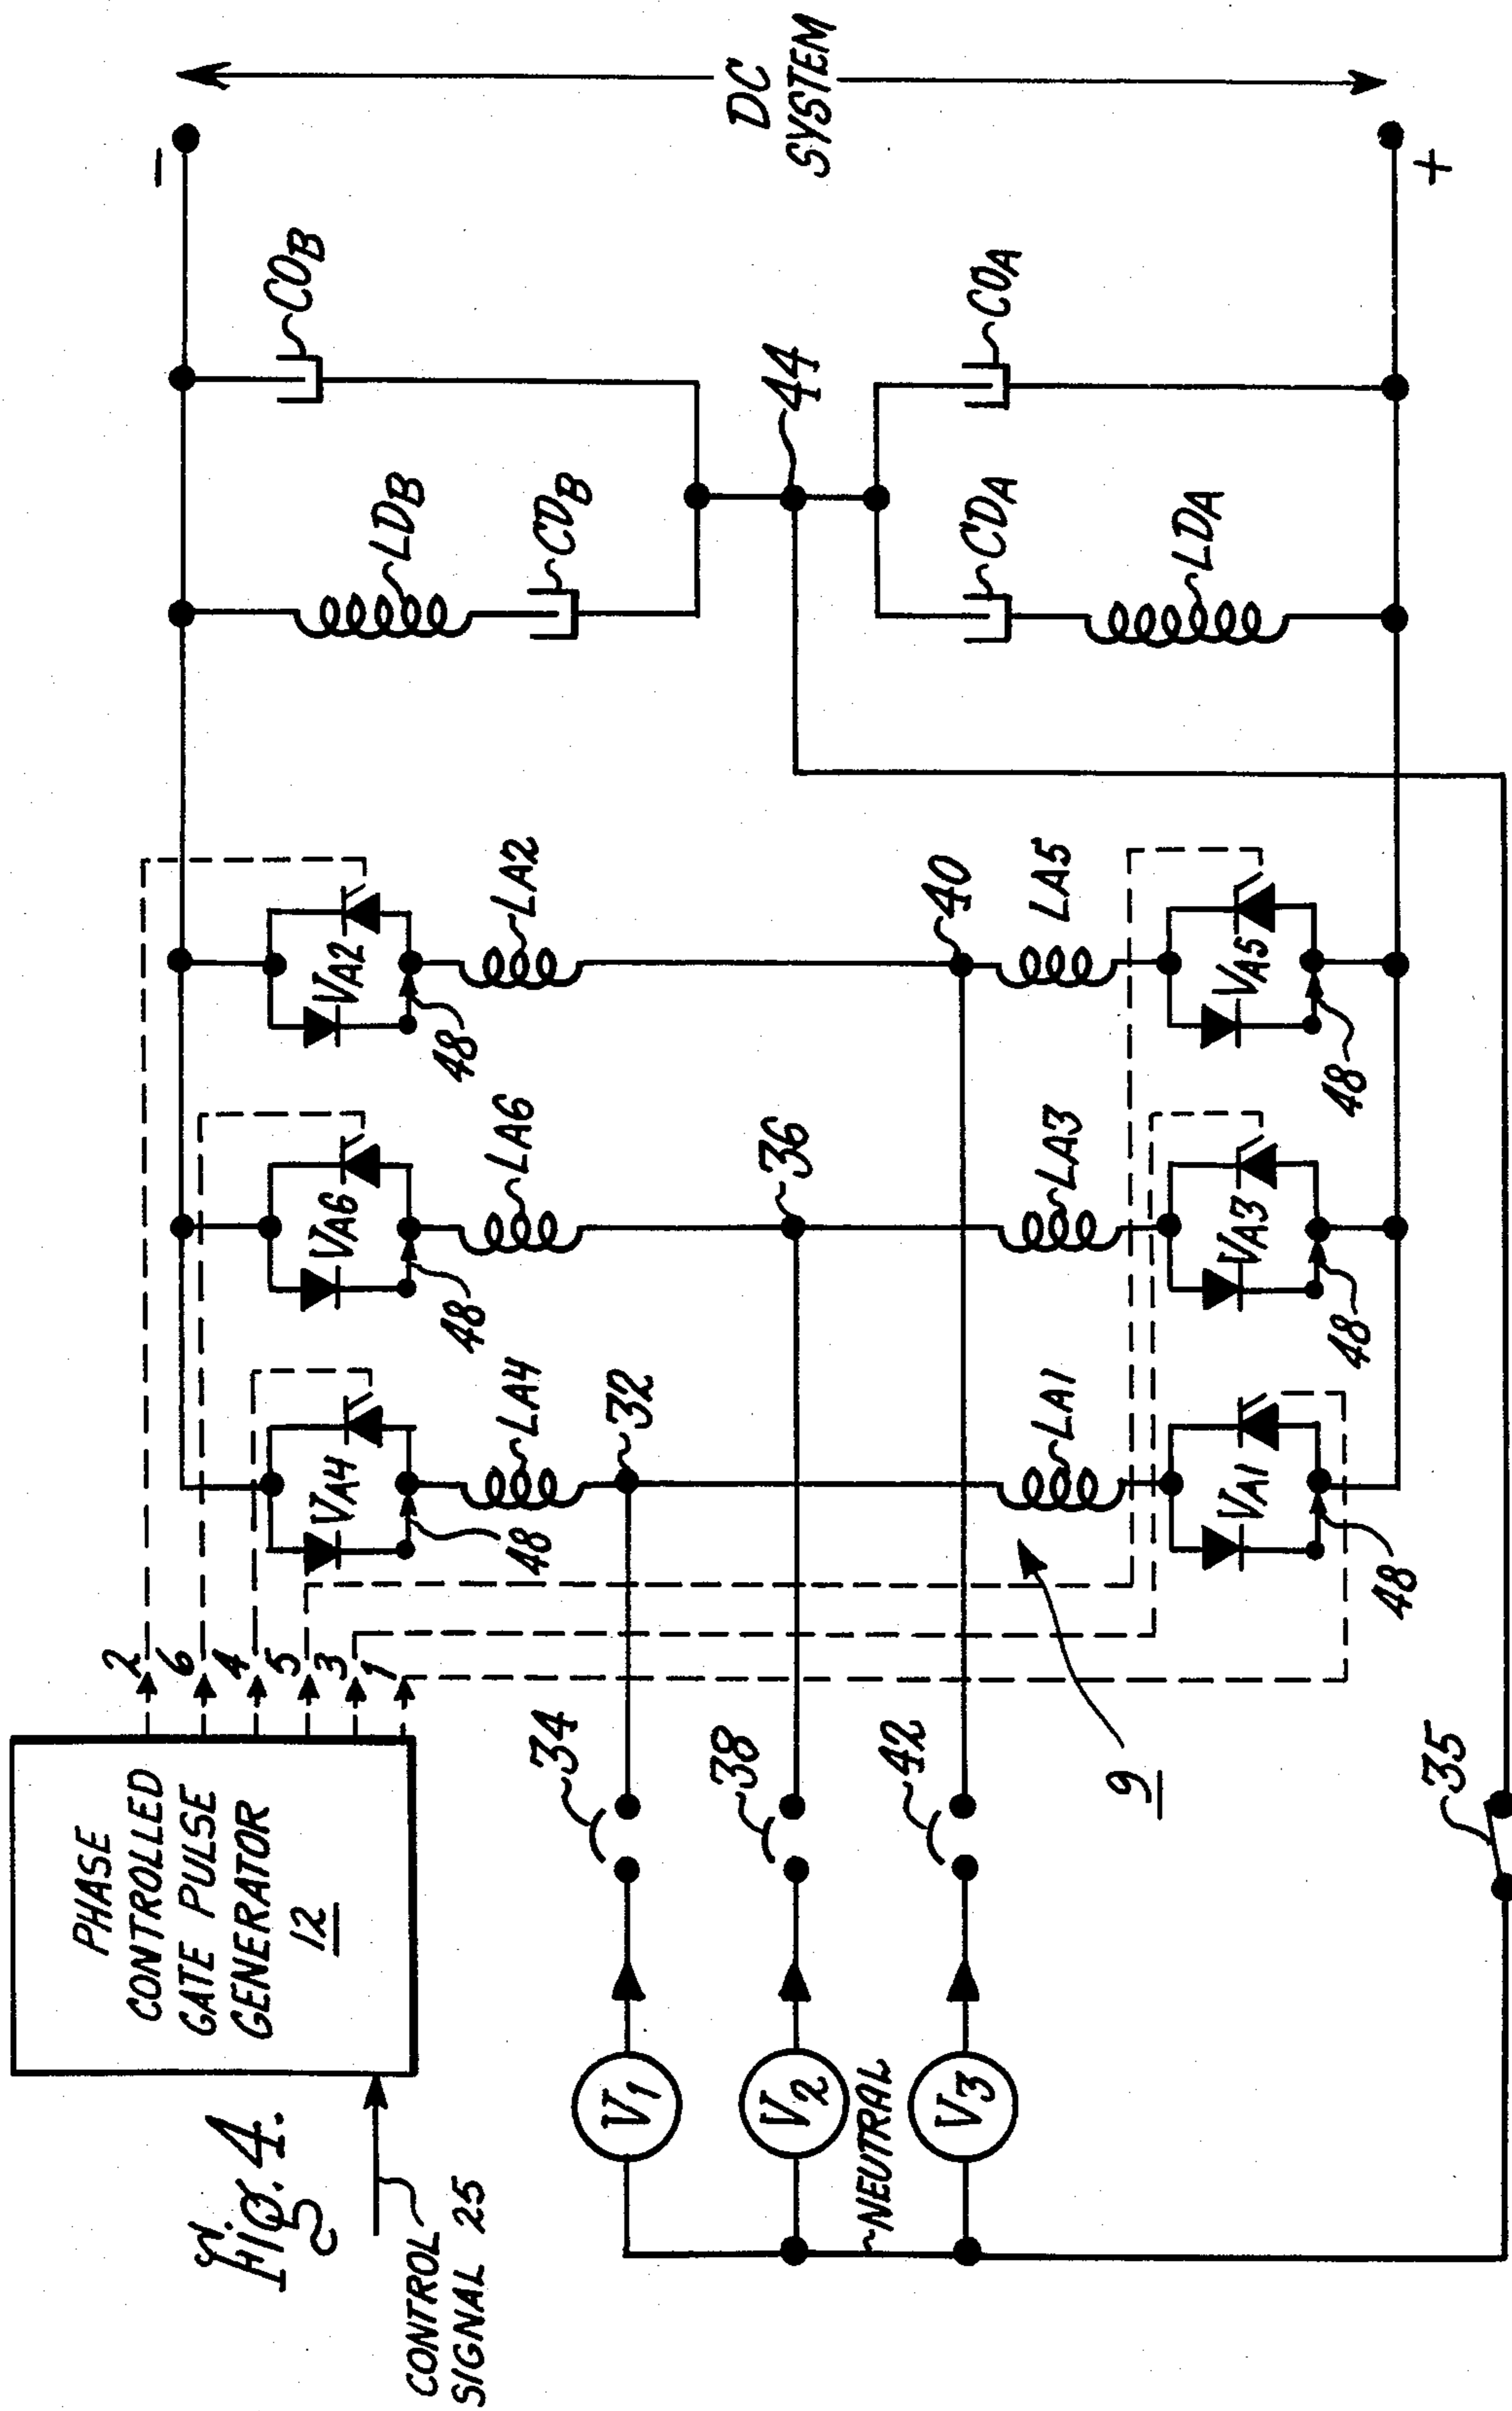 Fig. 4.
CONTROL
SIGNAL 25
PHASE
CONTROLLED
GATE PULSE
GENERATOR
12
2
6
4
5
3
1
V1
V2
V3
NEUTRAL
34
38
42
35
9
32
36
40
VA4
VA6
VA2
48
48
48
LA4
LA6
LA2
LA1
LA3
LA5
VA1
VA3
VA5
48
48
48
LDB
CDB
COB
44
CDA
LDA
COA
−
+
DC
SYSTEM